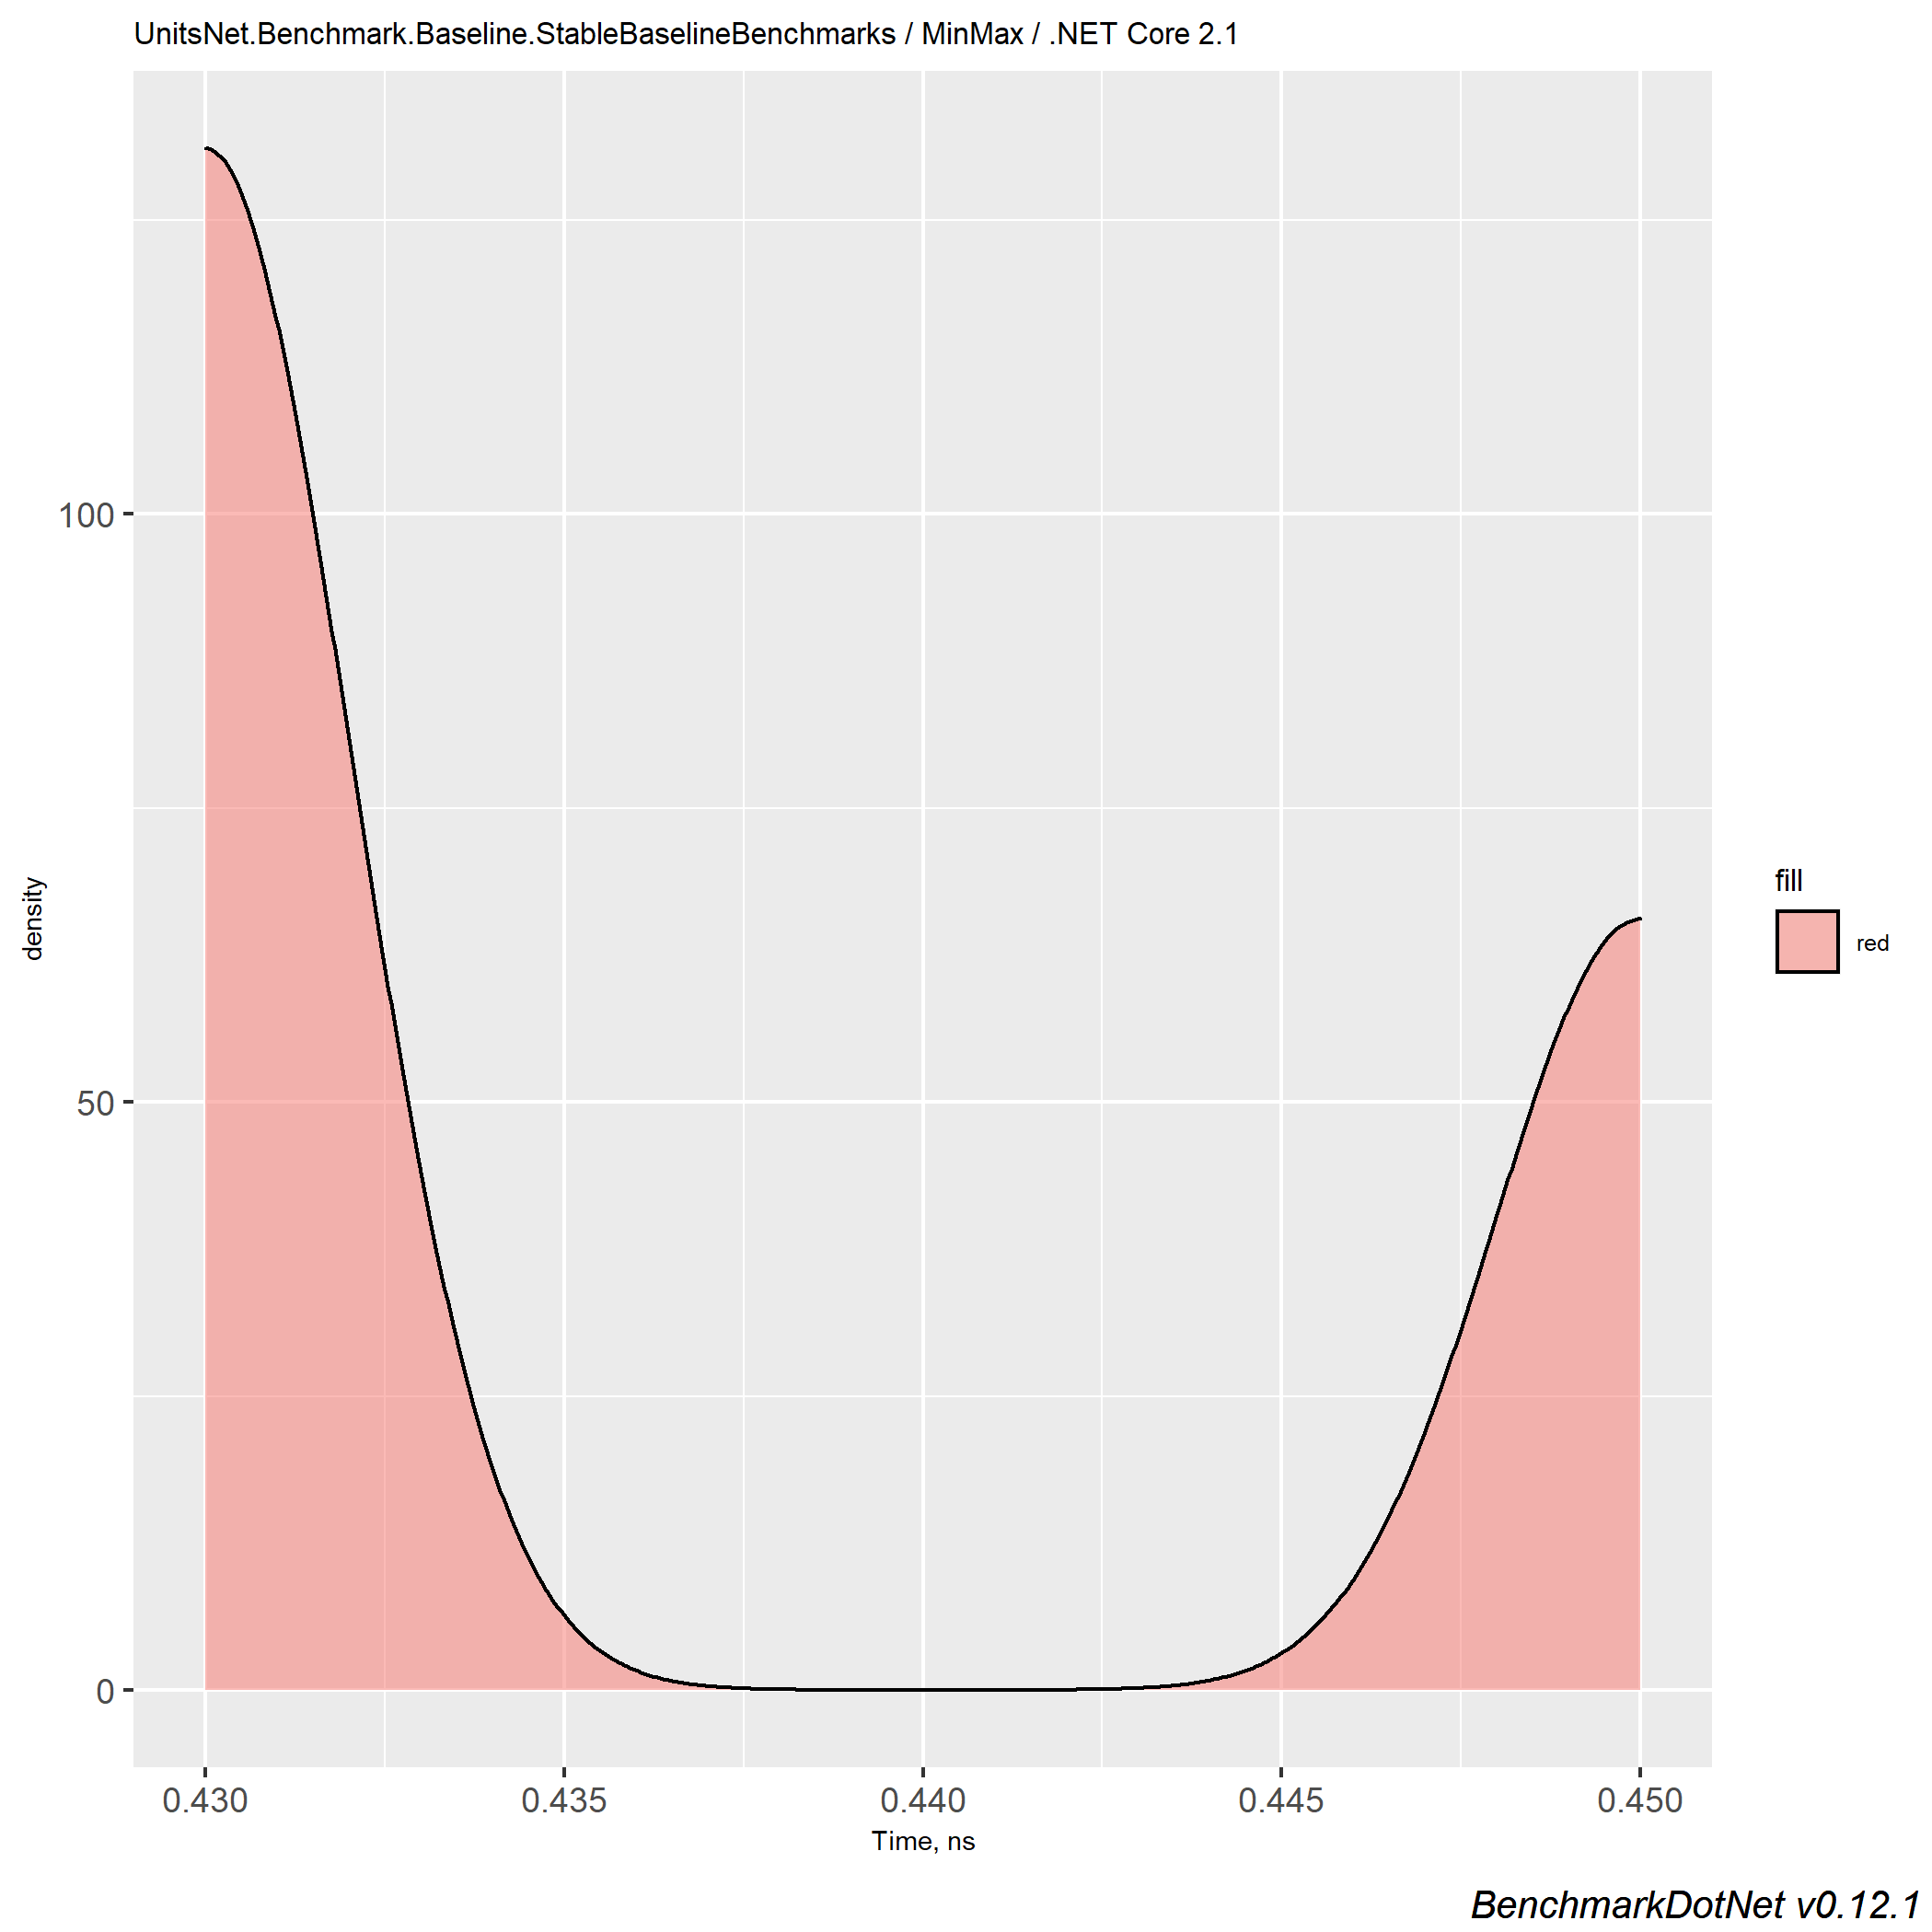 UnitsNet.Benchmark.Baseline.StableBaselineBenchmarks / MinMax / .NET Core 2.1
100
50
0
density
0.430 0.435 0.440 0.445 0.450
Time, ns
fill
red
BenchmarkDotNet v0.12.1